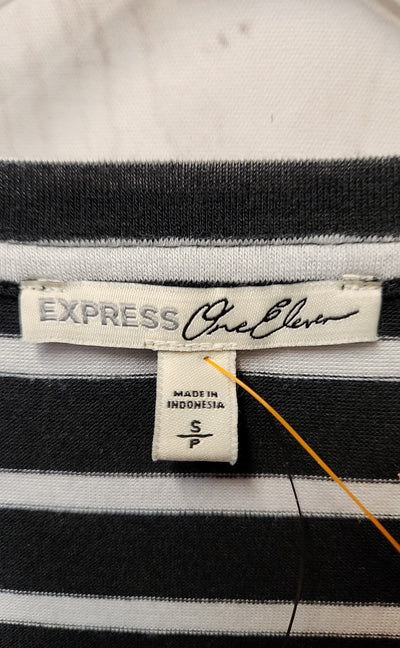 EXPRESS One Eleven
MADE IN
INDONESIA
S
P